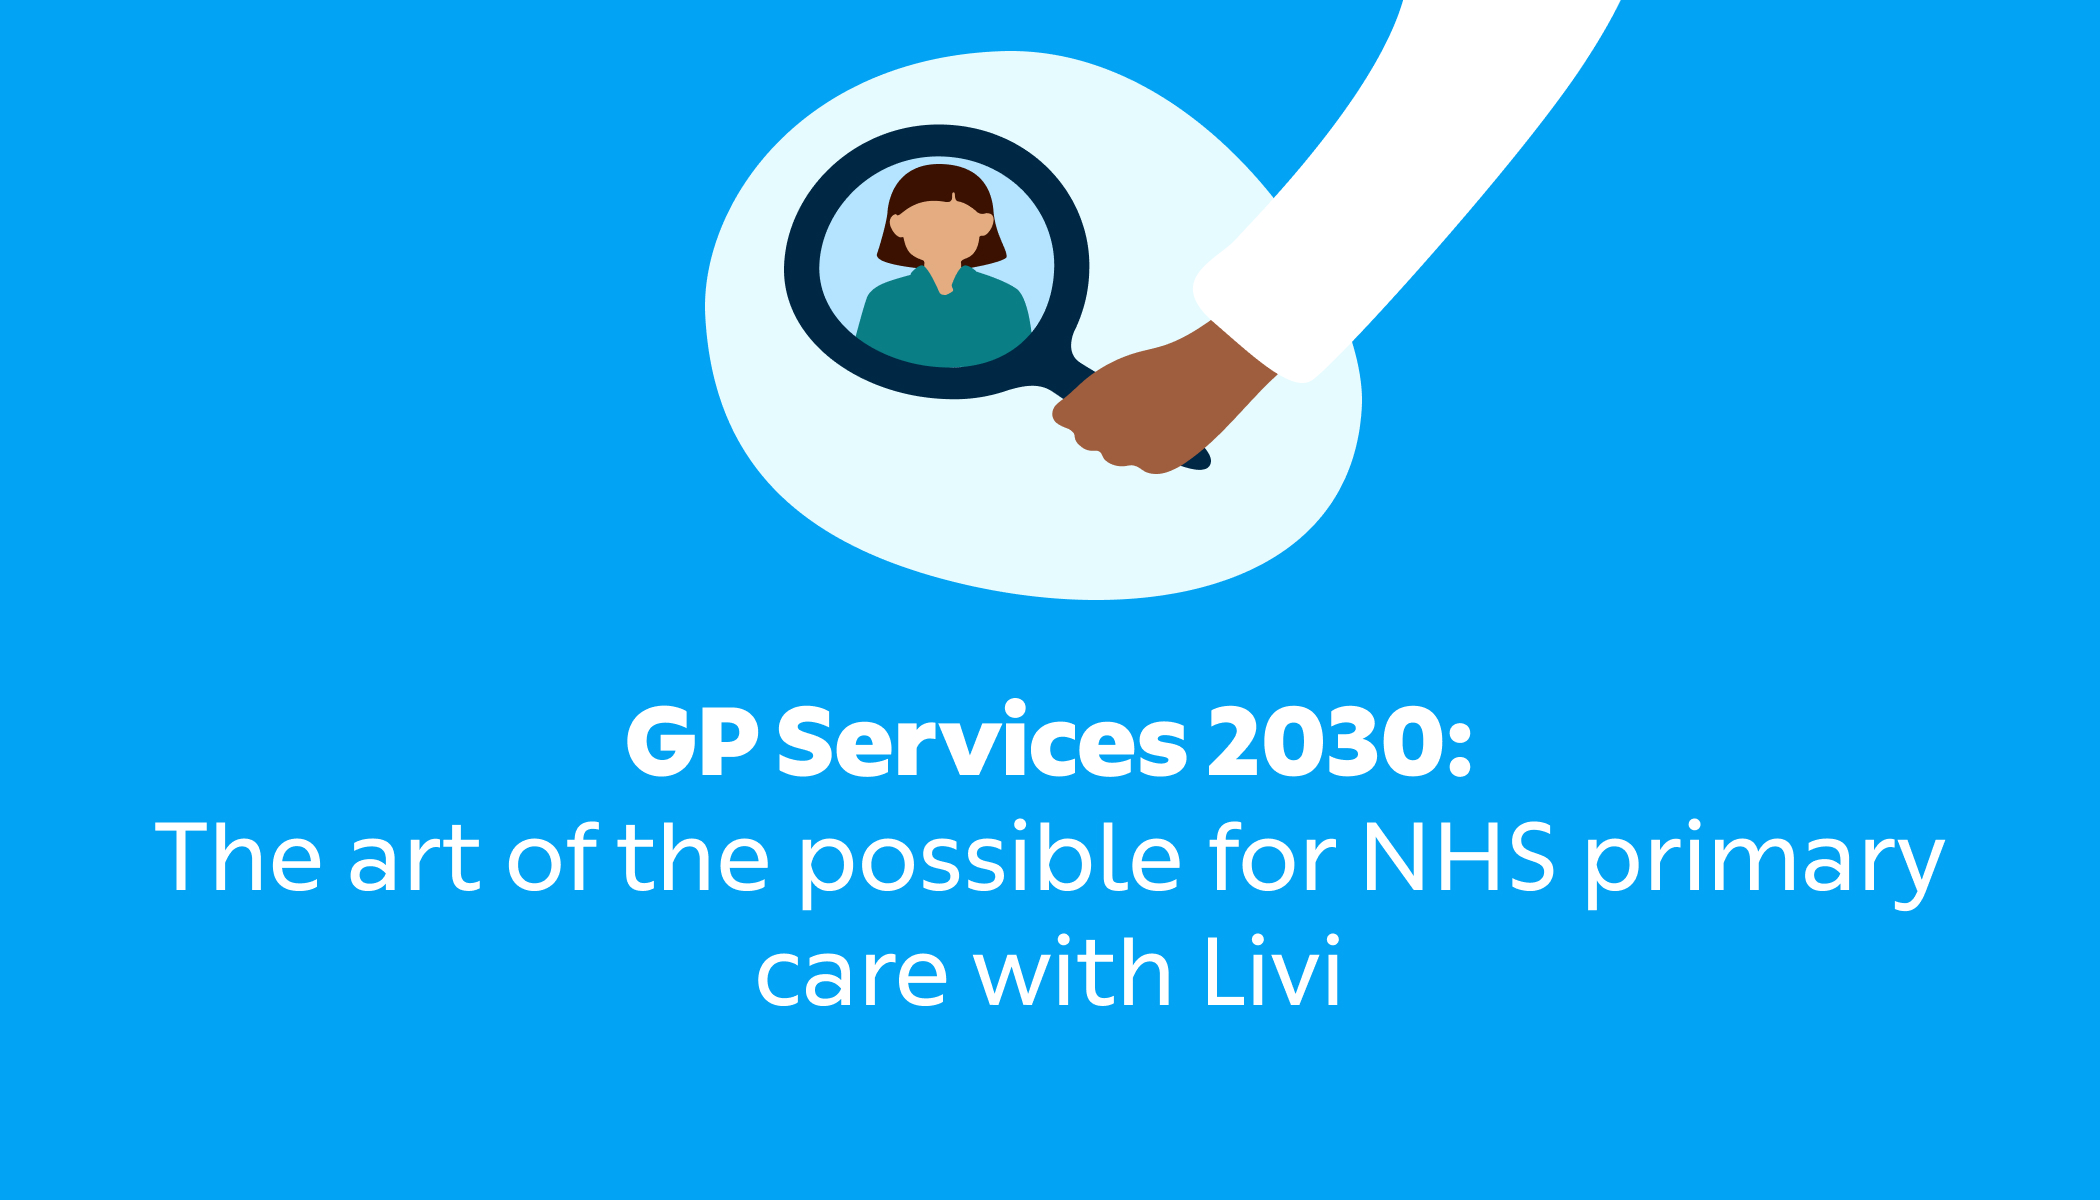 GP Services 2030:
The art of the possible for NHS primary
care with Livi